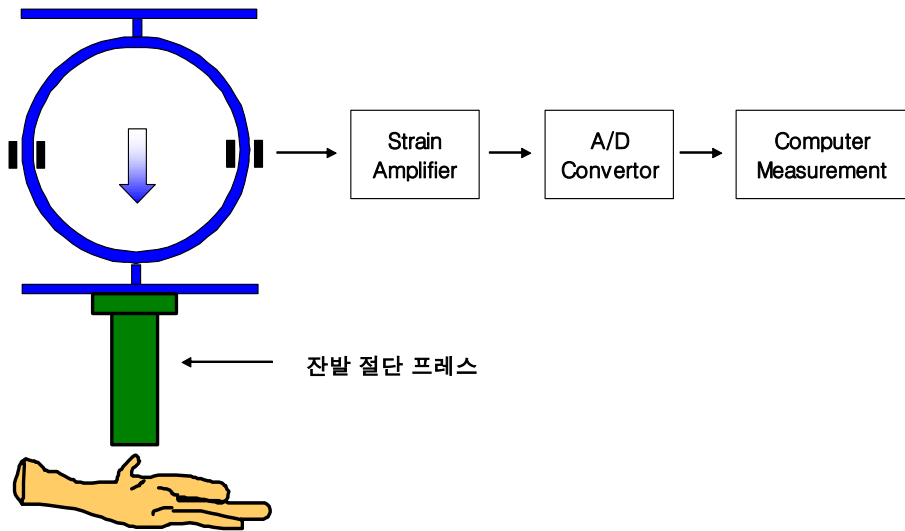 Strain
Amplifier
A/D
Convertor
Computer
Measurement
잔발 절단 프레스